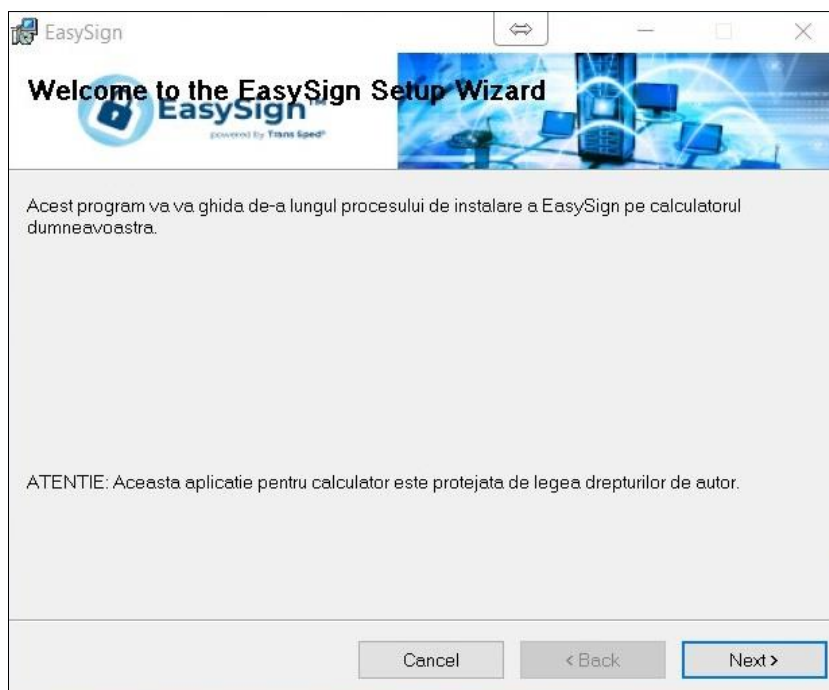 EasySign
Welcome to the EasySign Setup Wizard
EasySign™
powered by Trans Sped®
Acest program va va ghida de-a lungul procesului de instalare a EasySign pe calculatorul
dumneavoastra.
ATENTIE: Aceasta aplicatie pentru calculator este protejata de legea drepturilor de autor.
Cancel
< Back
Next >